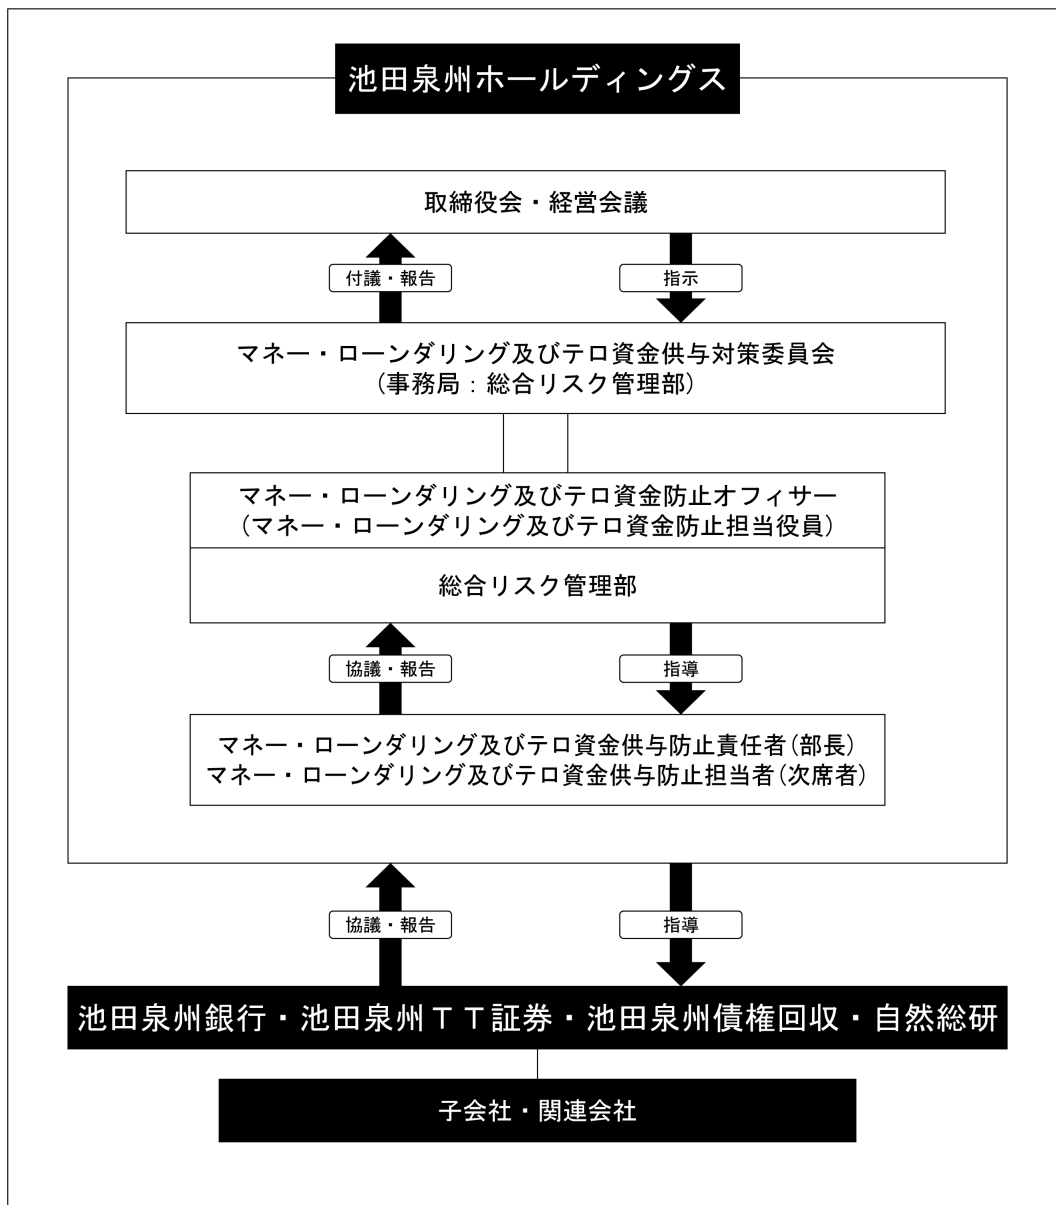 池田泉州ホールディングス
取締役会・経営会議
付議・報告
指示
マネー・ローンダリング及びテロ資金供与対策委員会
(事務局：総合リスク管理部)
マネー・ローンダリング及びテロ資金防止オフィサー
(マネー・ローンダリング及びテロ資金防止担当役員)
総合リスク管理部
協議・報告
指導
マネー・ローンダリング及びテロ資金供与防止責任者(部長)
マネー・ローンダリング及びテロ資金供与防止担当者(次席者)
協議・報告
指導
池田泉州銀行・池田泉州ＴＴ証券・池田泉州債権回収・自然総研
子会社・関連会社